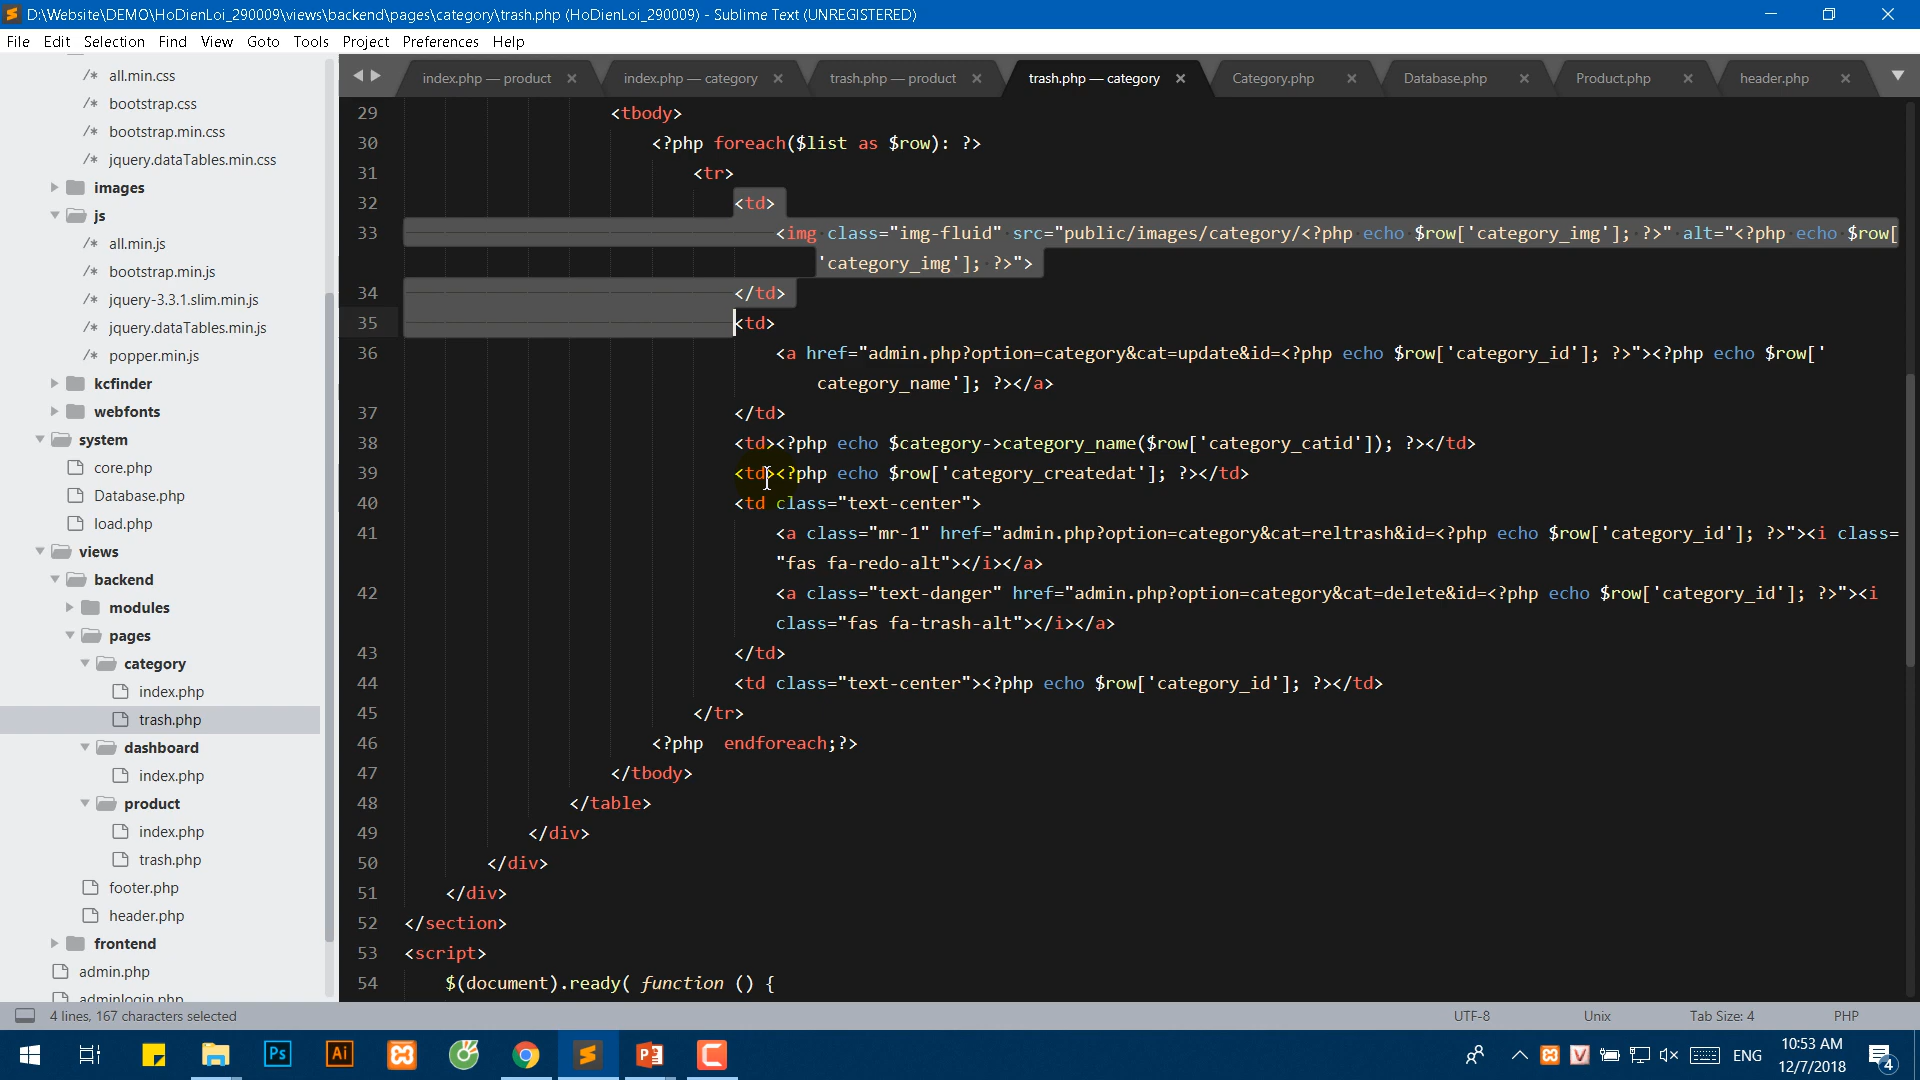 D:\Website\DEMO\HoDienLoi_290009\views\backend\pages\category\trash.php (HoDienLoi_290009) - Sublime Text (UNREGISTERED)
File Edit Selection Find View Goto Tools Project Preferences Help
/* all.min.css
/* bootstrap.css
/* bootstrap.min.css
/* jquery.dataTables.min.css
images
js
/* all.min.js
/* bootstrap.min.js
/* jquery-3.3.1.slim.min.js
/* jquery.dataTables.min.js
/* popper.min.js
kcfinder
webfonts
system
core.php
Database.php
load.php
views
backend
modules
pages
category
index.php
trash.php
dashboard
index.php
product
index.php
trash.php
footer.php
header.php
frontend
admin.php
adminlogin.php
index.php — product index.php — category trash.php — product trash.php — category Category.php Database.php Product.php header.php
29 <tbody>
30 <?php foreach($list as $row): ?>
31 <tr>
32 <td>
33 <img class="img-fluid" src="public/images/category/<?php echo $row['category_img']; ?>" alt="<?php echo $row[
'category_img']; ?>">
34 </td>
35 <td>
36 <a href="admin.php?option=category&cat=update&id=<?php echo $row['category_id']; ?>"><?php echo $row['
category_name']; ?></a>
37 </td>
38 <td><?php echo $category->category_name($row['category_catid']); ?></td>
39 <td><?php echo $row['category_createdat']; ?></td>
40 <td class="text-center">
41 <a class="mr-1" href="admin.php?option=category&cat=reltrash&id=<?php echo $row['category_id']; ?>"><i class=
"fas fa-redo-alt"></i></a>
42 <a class="text-danger" href="admin.php?option=category&cat=delete&id=<?php echo $row['category_id']; ?>"><i
class="fas fa-trash-alt"></i></a>
43 </td>
44 <td class="text-center"><?php echo $row['category_id']; ?></td>
45 </tr>
46 <?php  endforeach;?>
47 </tbody>
48 </table>
49 </div>
50 </div>
51 </div>
52 </section>
53 <script>
54 $(document).ready( function () {
4 lines, 167 characters selected UTF-8 Unix Tab Size: 4 PHP
Ps Ai ENG 10:53 AM
12/7/2018 4